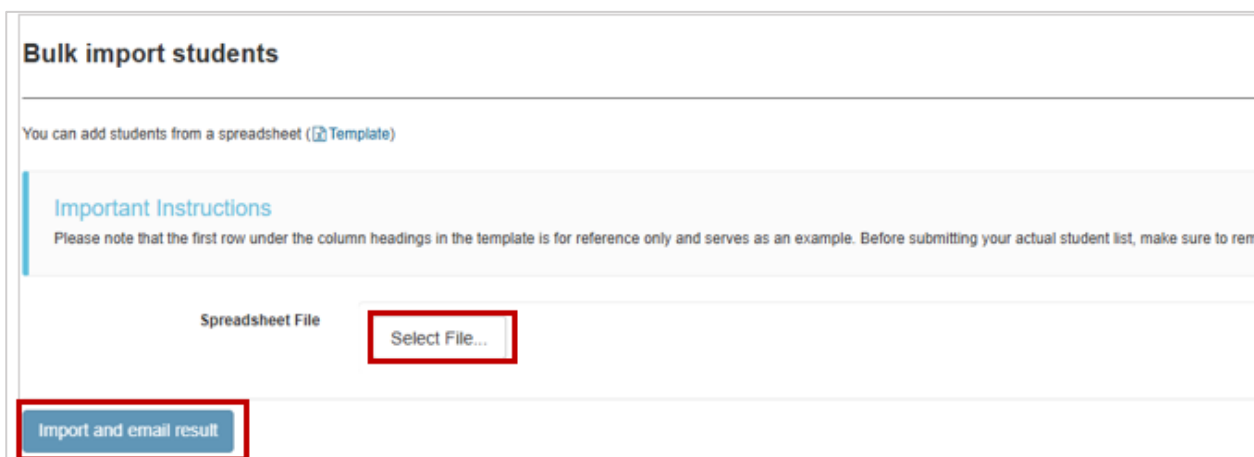 Bulk import students
You can add students from a spreadsheet (Template)
Important Instructions
Please note that the first row under the column headings in the template is for reference only and serves as an example. Before submitting your actual student list, make sure to rem
Spreadsheet File
Select File...
Import and email result